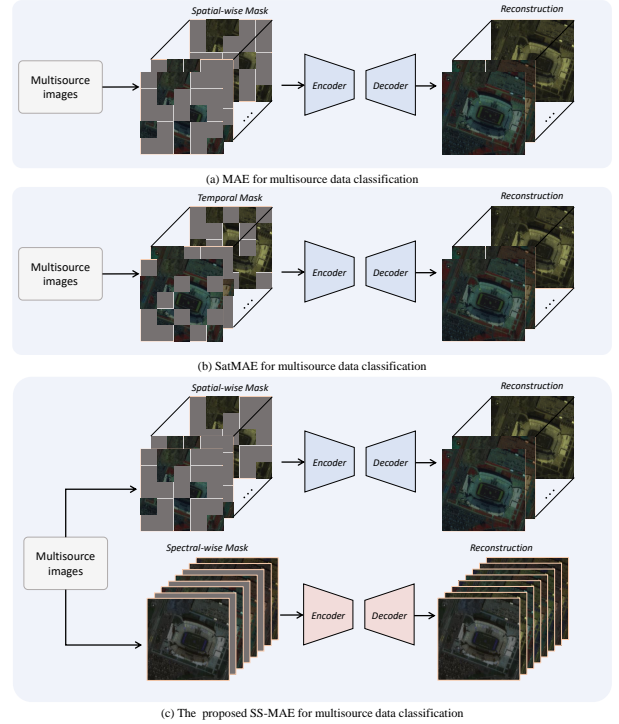 Spatial-wise Mask
Reconstruction
Multisource
images
Encoder
Decoder
(a) MAE for multisource data classification
Temporal Mask
Reconstruction
Multisource
images
Encoder
Decoder
(b) SatMAE for multisource data classification
Spatial-wise Mask
Reconstruction
Encoder
Decoder
Multisource
images
Spectral-wise Mask
Reconstruction
Encoder
Decoder
(c) The proposed SS-MAE for multisource data classification